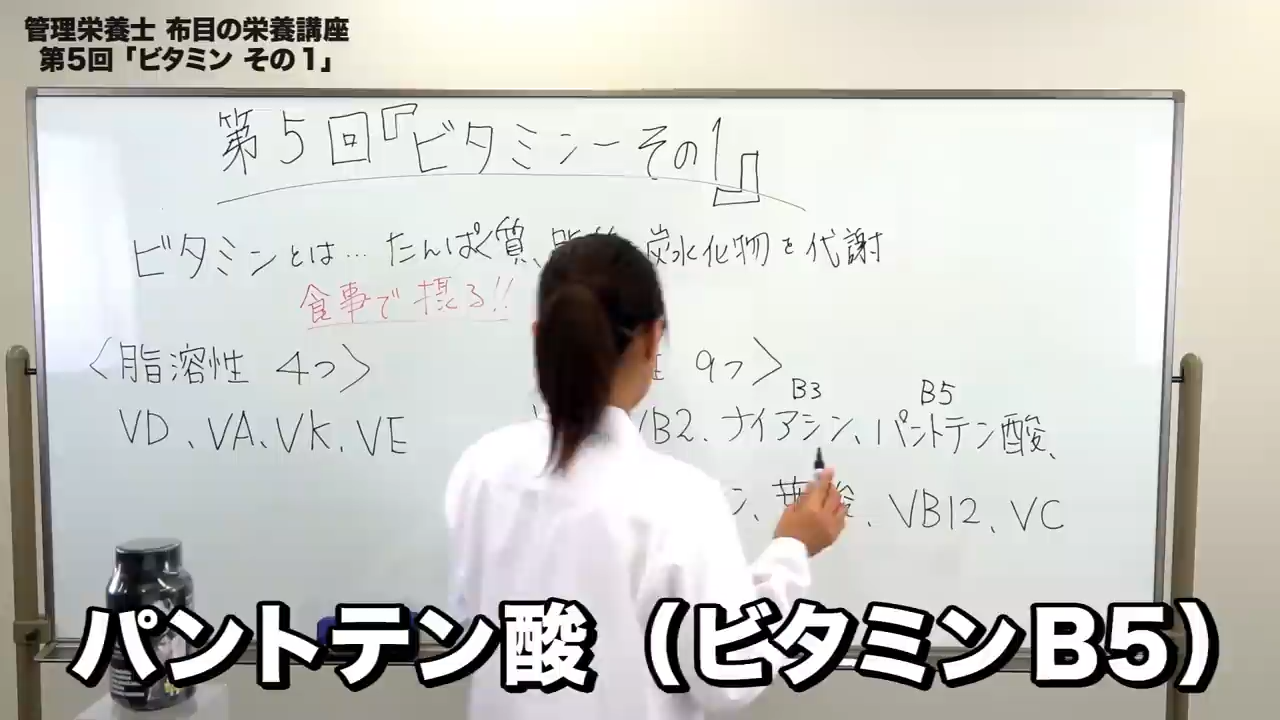 管理栄養士 布目の栄養講座
第5回「ビタミン その1」
第5回『ビタミンーその1』
ビタミンとは… たんぱく質、炭水化物を代謝
食事で摂る!!
〈脂溶性 4つ〉
9つ〉
B3 B5
VD、VA、VK、VE
VB2、ナイアシン、パントテン酸、
ン、葉酸、VB12、VC
パントテン酸（ビタミンB5）